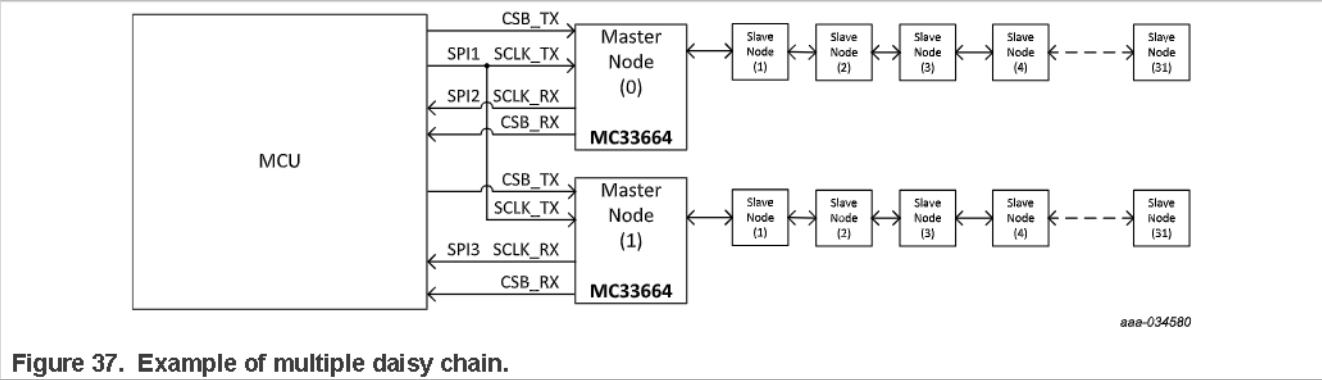 MCU
CSB_TX
SPI1 SCLK_TX
SPI2 SCLK_RX
CSB_RX
Master
Node
(0)
MC33664
Slave
Node
(1)
Slave
Node
(2)
Slave
Node
(3)
Slave
Node
(4)
Slave
Node
(31)
CSB_TX
SCLK_TX
SPI3 SCLK_RX
CSB_RX
Master
Node
(1)
MC33664
Slave
Node
(1)
Slave
Node
(2)
Slave
Node
(3)
Slave
Node
(4)
Slave
Node
(31)
aaa-034580
Figure 37. Example of multiple daisy chain.